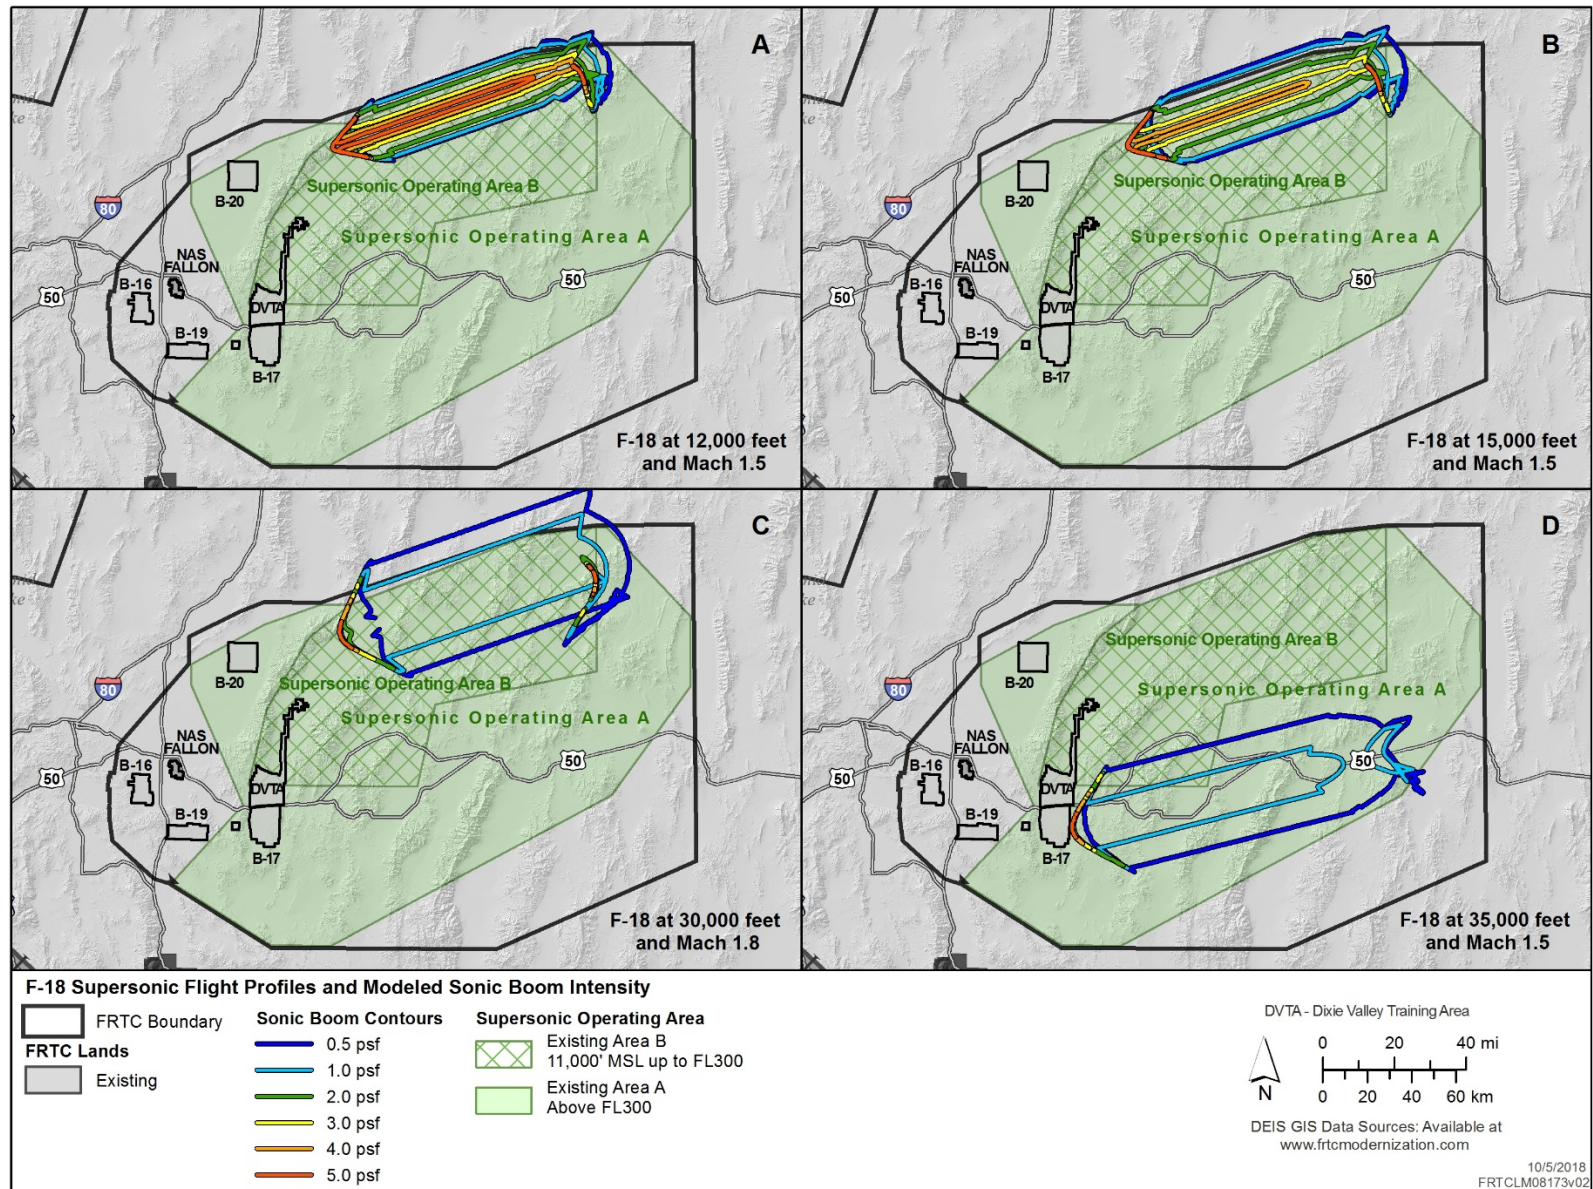 A
B-20
80
Supersonic Operating Area B
Supersonic Operating Area A
NAS
FALLON
B-16
50
50
DVTA
B-19
B-17
F-18 at 12,000 feet
and Mach 1.5
B
B-20
80
Supersonic Operating Area B
Supersonic Operating Area A
NAS
FALLON
B-16
50
50
DVTA
B-19
B-17
F-18 at 15,000 feet
and Mach 1.5
C
B-20
80
Supersonic Operating Area B
Supersonic Operating Area A
NAS
FALLON
B-16
50
50
DVTA
B-19
B-17
F-18 at 30,000 feet
and Mach 1.8
D
Supersonic Operating Area B
B-20
80
Supersonic Operating Area A
NAS
FALLON
B-16
50
50
DVTA
B-19
B-17
F-18 at 35,000 feet
and Mach 1.5
F-18 Supersonic Flight Profiles and Modeled Sonic Boom Intensity
FRTC Boundary
FRTC Lands
Existing
Sonic Boom Contours
0.5 psf
1.0 psf
2.0 psf
3.0 psf
4.0 psf
5.0 psf
Supersonic Operating Area
Existing Area B
11,000' MSL up to FL300
Existing Area A
Above FL300
DVTA - Dixie Valley Training Area
N
0 20 40 mi
0 20 40 60 km
DEIS GIS Data Sources: Available at
www.frtcmodernization.com
10/5/2018
FRTCLM08173v02